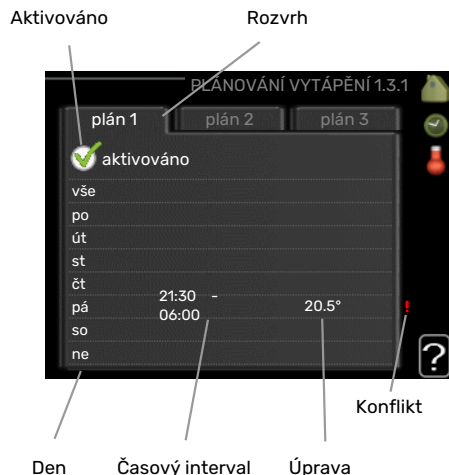 Aktivováno
Rozvrh
PLÁNOVÁNÍ VYTÁPĚNÍ 1.3.1
plán 1
plán 2
plán 3
aktivováno
vše
po
út
st
čt
pá
21:30 -
06:00
20.5°
!
so
ne
?
Konflikt
Den
Časový interval
Úprava